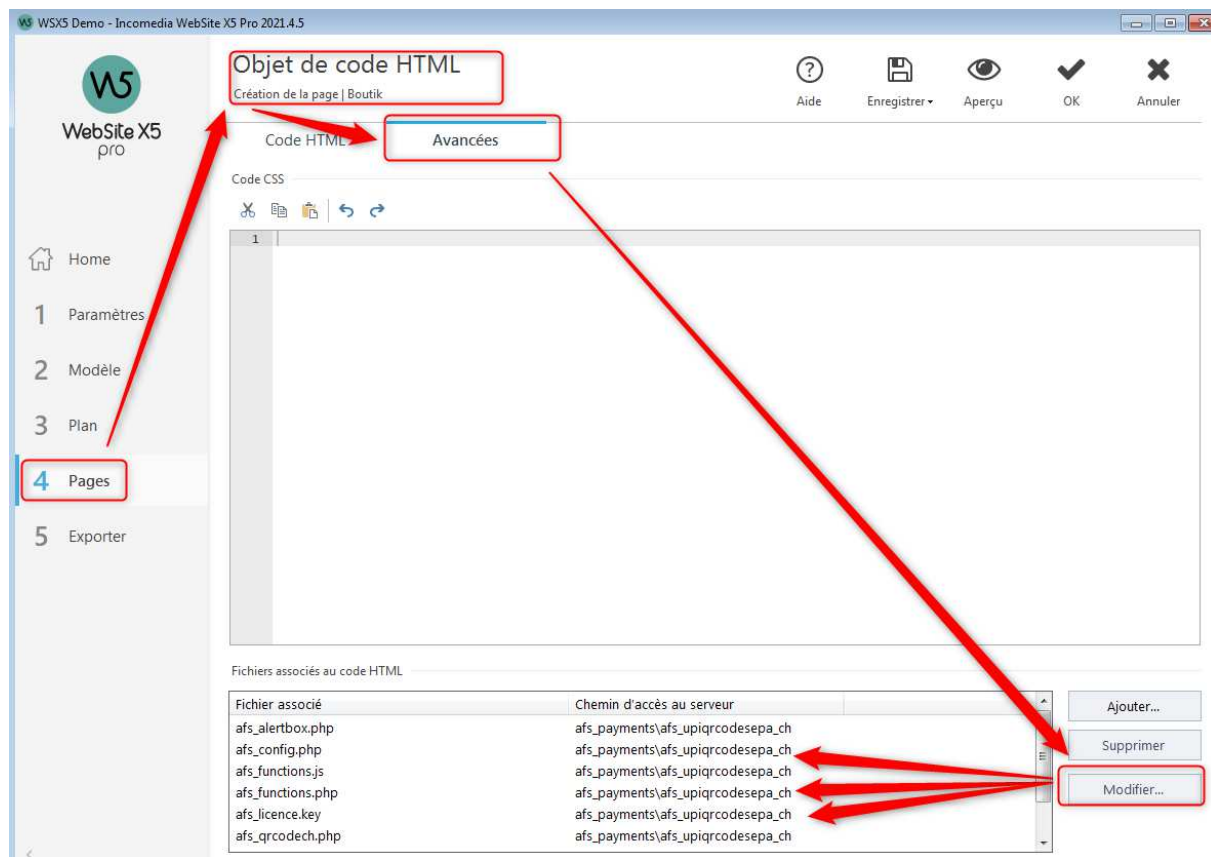 WSX5 Demo - Incomedia WebSite X5 Pro 2021.4.5
W5
WebSite X5
pro
Objet de code HTML
Création de la page | Boutik
Aide
Enregistrer
Aperçu
OK
Annuler
Code HTML
Avancées
Code CSS
1
Home
1 Paramètres
2 Modèle
3 Plan
4 Pages
5 Exporter
Fichiers associés au code HTML
Fichier associé Chemin d'accès au serveur
afs_alertbox.php afs_payments\afs_upiqrcodesepa_ch
afs_config.php afs_payments\afs_upiqrcodesepa_ch
afs_functions.js afs_payments\afs_upiqrcodesepa_ch
afs_functions.php afs_payments\afs_upiqrcodesepa_ch
afs_licence.key afs_payments\afs_upiqrcodesepa_ch
afs_qrcodech.php afs_payments\afs_upiqrcodesepa_ch
Ajouter...
Supprimer
Modifier...